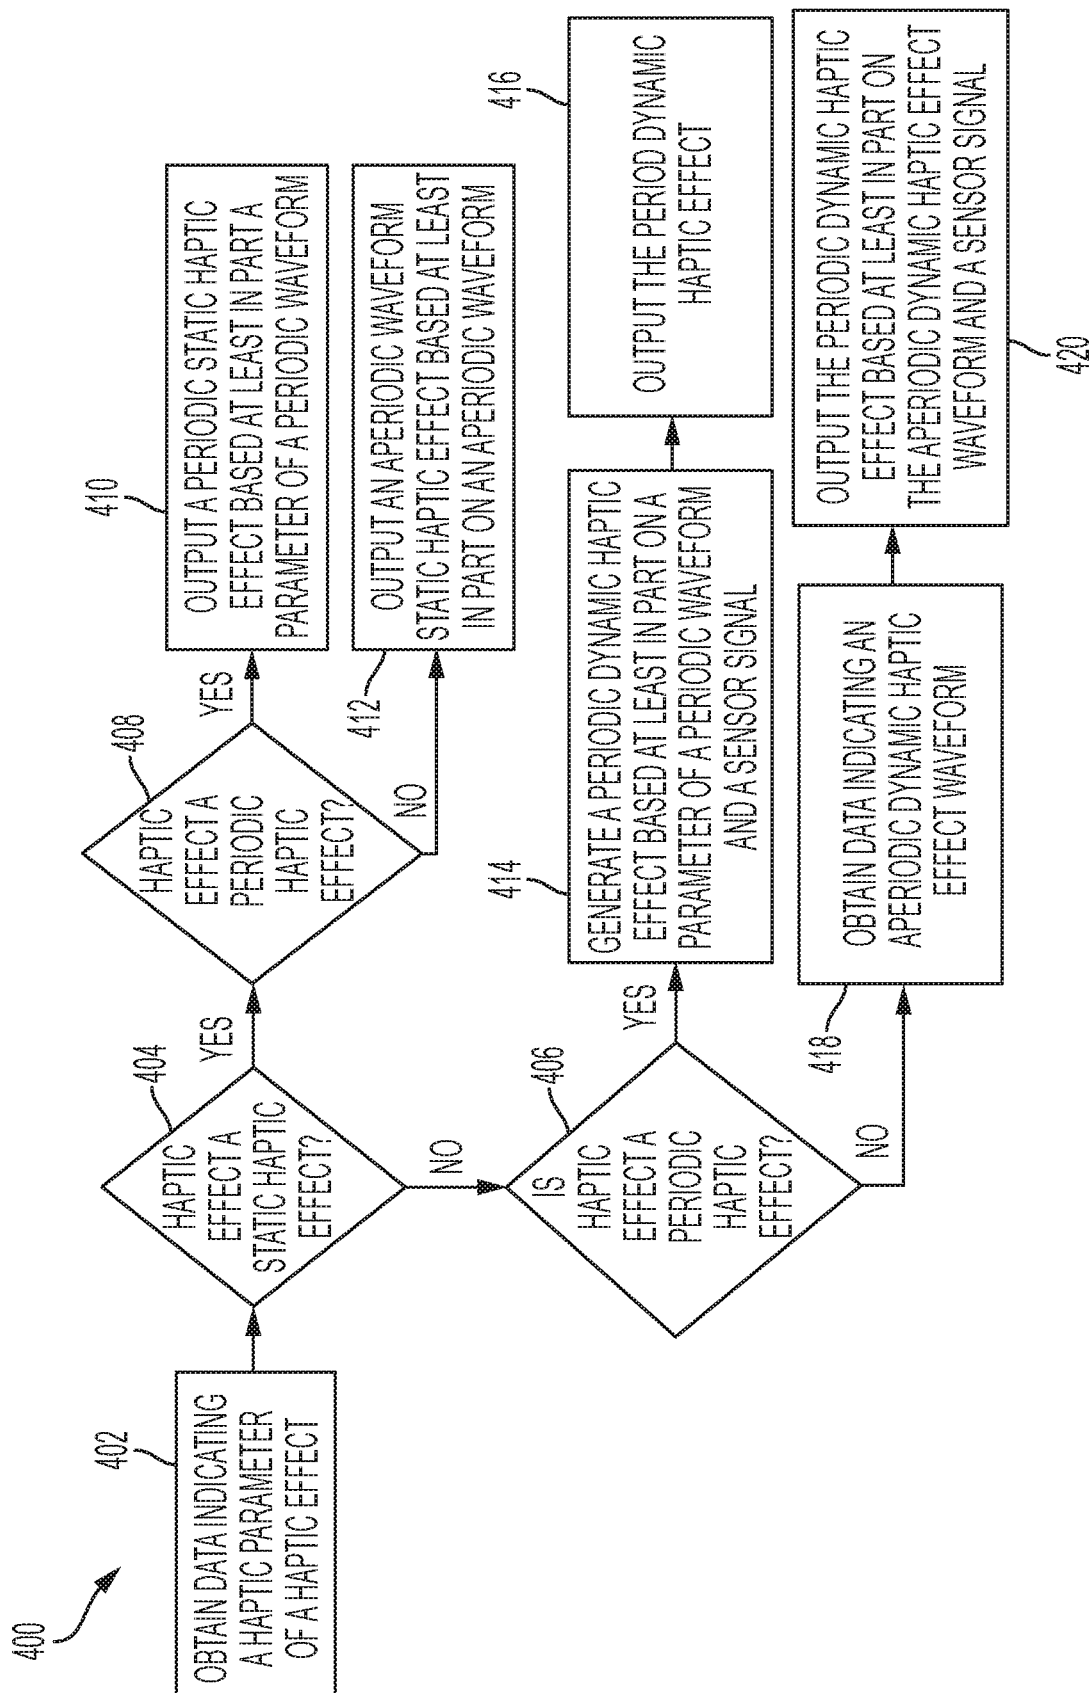 400
402
OBTAIN DATA INDICATING
A HAPTIC PARAMETER
OF A HAPTIC EFFECT
404
HAPTIC
EFFECT A
STATIC HAPTIC
EFFECT?
YES
NO
408
HAPTIC
EFFECT A
PERIODIC
HAPTIC
EFFECT?
YES
NO
410
OUTPUT A PERIODIC STATIC HAPTIC
EFFECT BASED AT LEAST IN PART A
PARAMETER OF A PERIODIC WAVEFORM
412
OUTPUT AN APERIODIC WAVEFORM
STATIC HAPTIC EFFECT BASED AT LEAST
IN PART ON AN APERIODIC WAVEFORM
406
IS
HAPTIC
EFFECT A
PERIODIC
HAPTIC
EFFECT?
YES
NO
414
GENERATE A PERIODIC DYNAMIC HAPTIC
EFFECT BASED AT LEAST IN PART ON A
PARAMETER OF A PERIODIC WAVEFORM
AND A SENSOR SIGNAL
416
OUTPUT THE PERIOD DYNAMIC
HAPTIC EFFECT
418
OBTAIN DATA INDICATING AN
APERIODIC DYNAMIC HAPTIC
EFFECT WAVEFORM
420
OUTPUT THE PERIODIC DYNAMIC HAPTIC
EFFECT BASED AT LEAST IN PART ON
THE APERIODIC DYNAMIC HAPTIC EFFECT
WAVEFORM AND A SENSOR SIGNAL